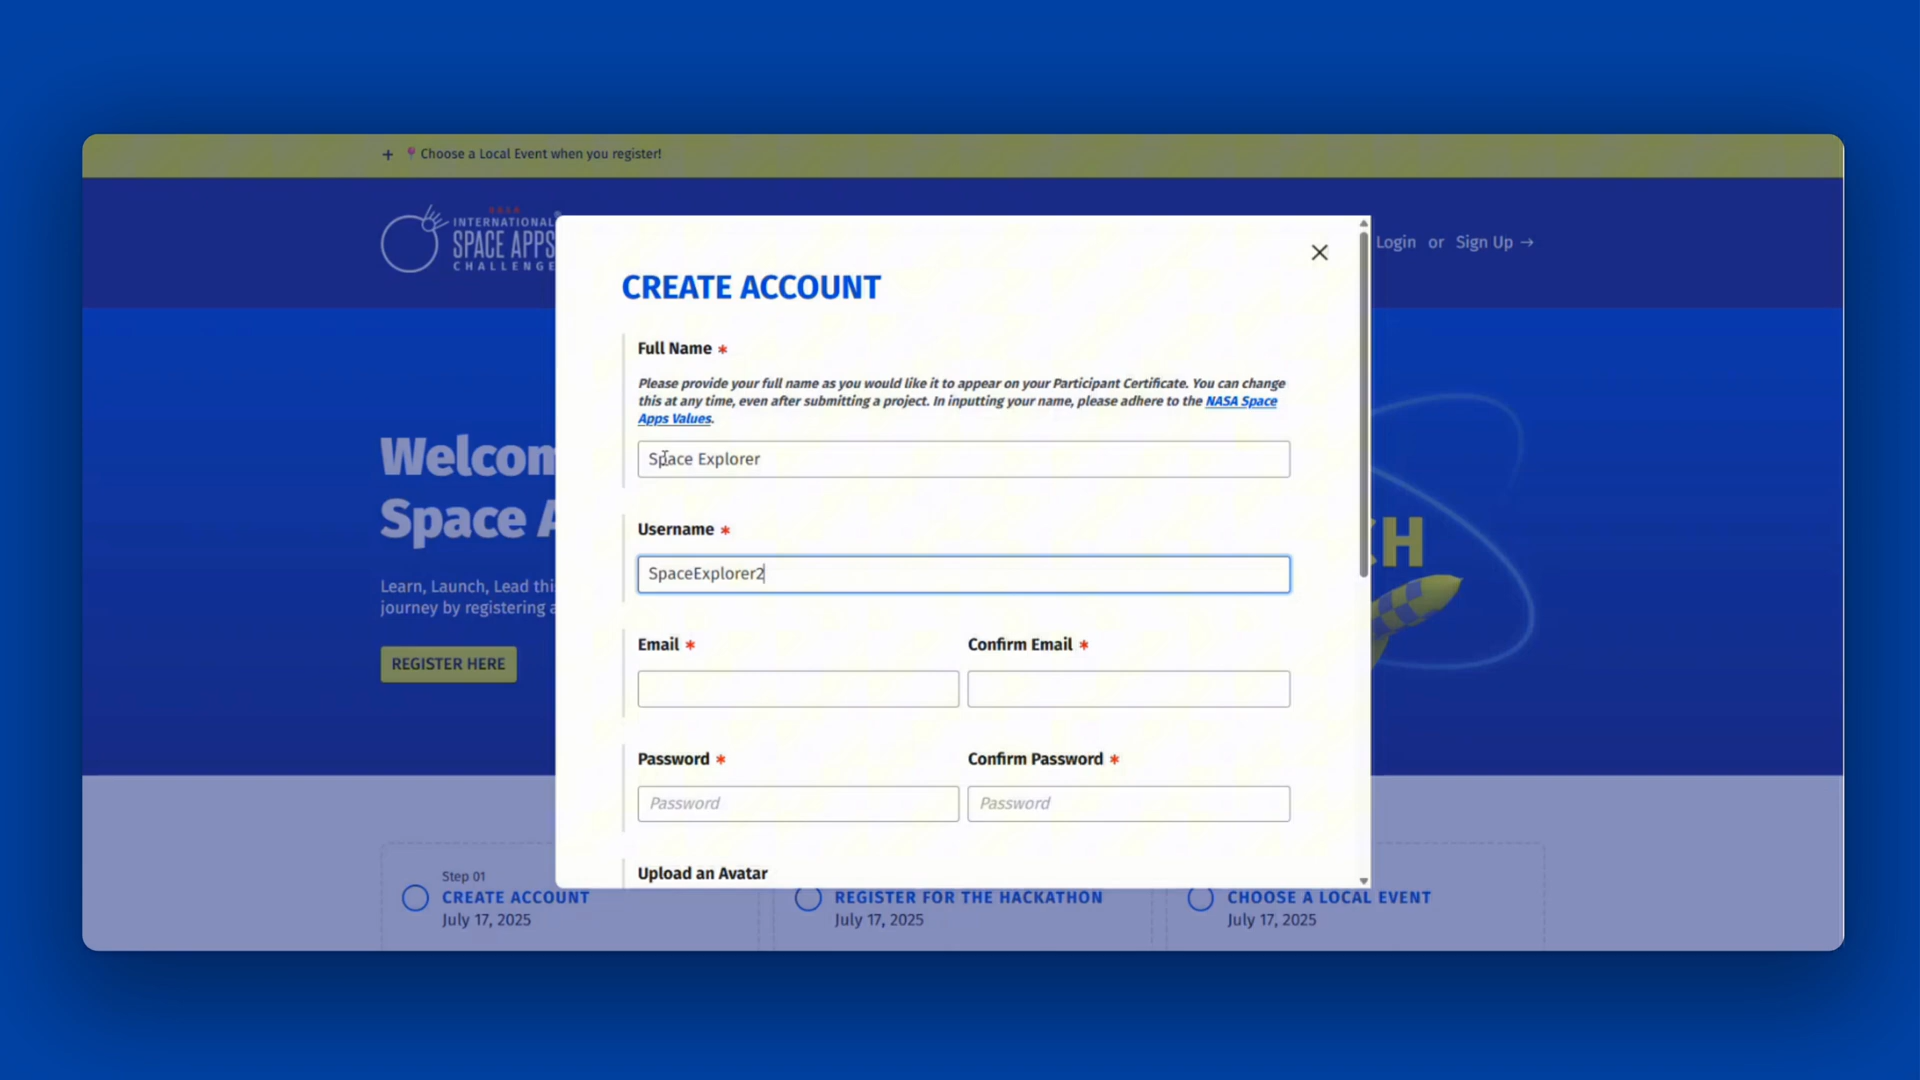 + Choose a Local Event when you register!
INTERNATIONAL
SPACE APPS
CHALLENGE
Login or Sign Up →
CREATE ACCOUNT
Full Name *
Please provide your full name as you would like it to appear on your Participant Certificate. You can change
this at any time, even after submitting a project. In inputting your name, please adhere to the NASA Space
Apps Values.
Space Explorer
Username *
SpaceExplorer2
Email *
Confirm Email *
Password *
Confirm Password *
Password
Password
Upload an Avatar
Welcom
Space A
Learn, Launch, Lead thi
journey by registering a
REGISTER HERE
CH
Step 01
CREATE ACCOUNT
July 17, 2025
REGISTER FOR THE HACKATHON
July 17, 2025
CHOOSE A LOCAL EVENT
July 17, 2025